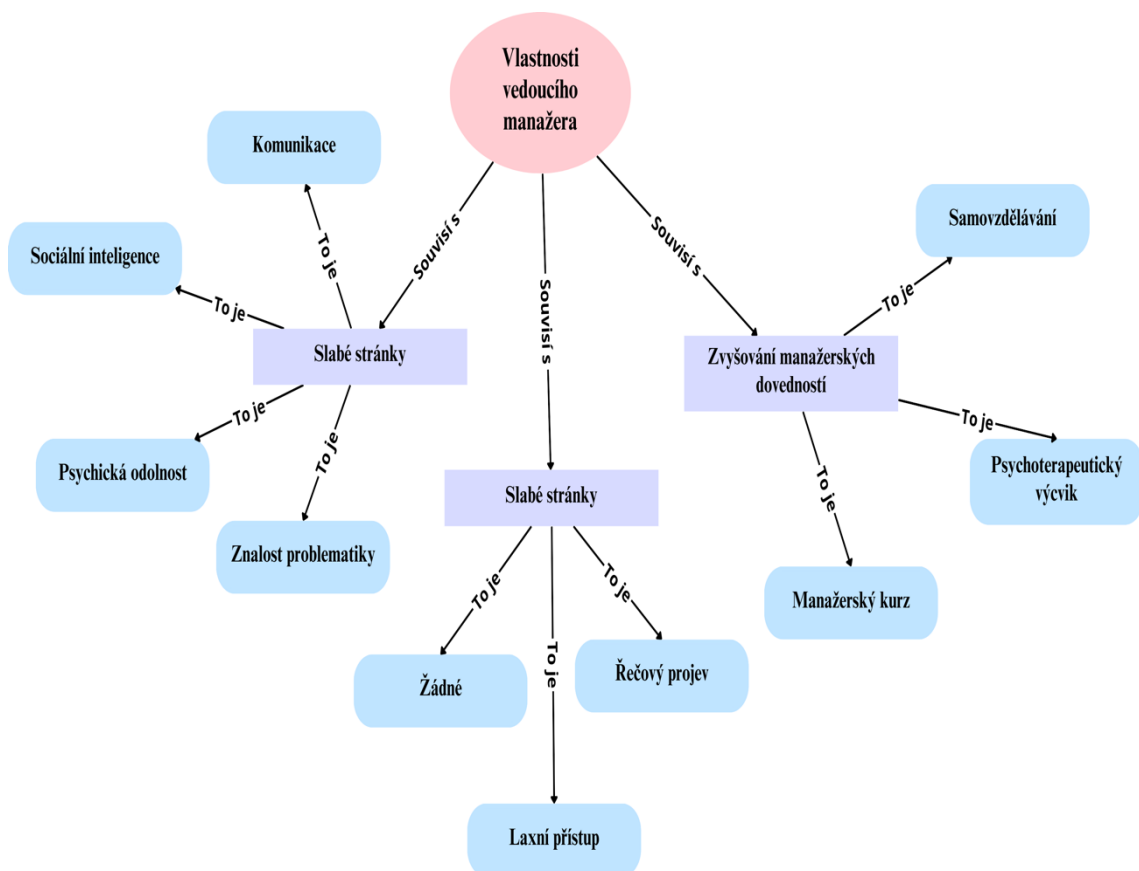 Vlastnosti
vedoucího
manažera
Komunikace
Souvisí s
Souvisí s
Souvisí s
Samovzdělávání
Sociální inteligence
To je
To je
To je
Slabé stránky
Zvyšování manažerských
dovedností
To je
To je
To je
To je
Psychická odolnost
Psychoterapeutický
výcvik
Slabé stránky
Znalost problematiky
To je
To je
To je
Manažerský kurz
Žádné
Řečový projev
Laxní přístup